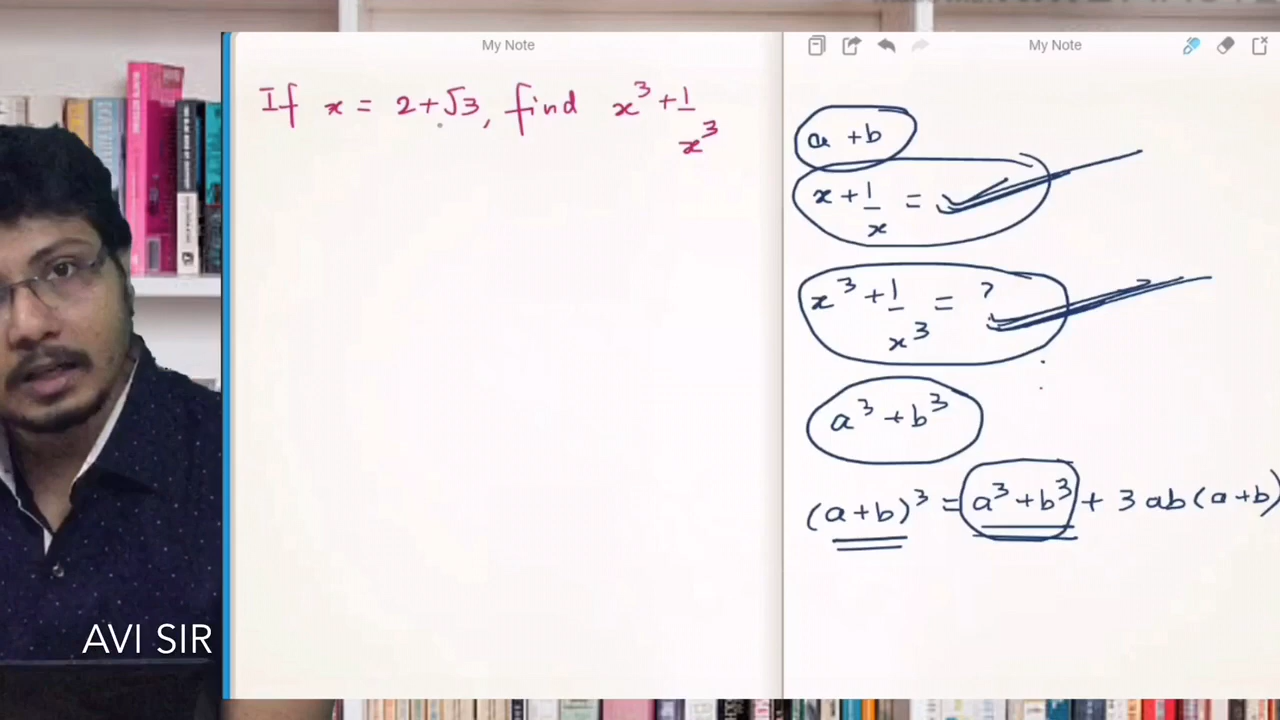 My Note
If x = 2+√3, find x³ + 1/x³
My Note
a + b
x + 1/x =
x³ + 1/x³ = ?
a³ + b³
(a+b)³ = a³ + b³ + 3ab(a+b)
AVI SIR